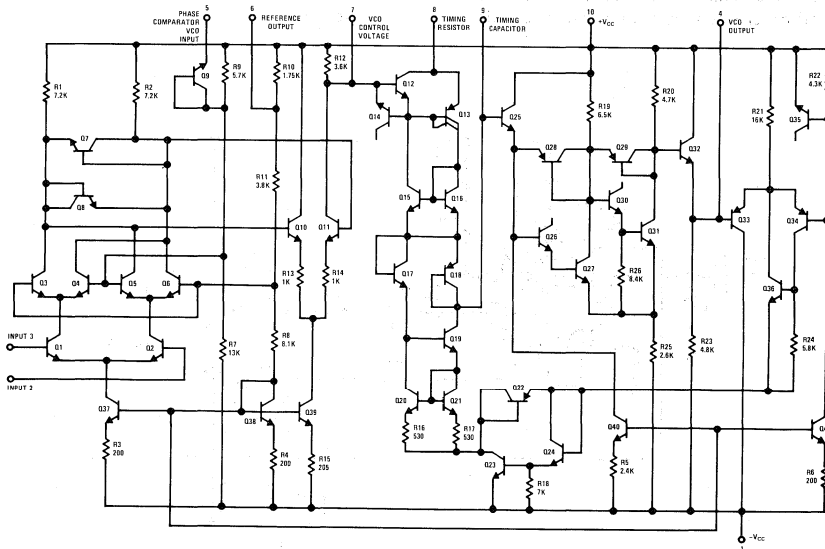 5
PHASE
COMPARATOR
VCO
INPUT
6
REFERENCE
OUTPUT
7
VCO
CONTROL
VOLTAGE
8
TIMING
RESISTOR
9
TIMING
CAPACITOR
10
+VCC
4
VCO
OUTPUT
R1
7.2K
R2
7.2K
Q9
R9
5.7K
R10
1.75K
R12
3.6K
Q12
Q14
Q13
Q25
R19
6.5K
R20
4.7K
R21
16K
R22
4.3K
Q35
Q7
Q8
R11
3.8K
Q28
Q29
Q32
Q15
Q16
Q30
Q10
Q11
Q26
Q31
Q33
Q34
Q3
Q4
Q5
Q6
R13
1K
R14
1K
Q17
Q18
Q27
R26
8.4K
Q36
INPUT 3
Q1
Q2
R7
13K
R8
8.1K
Q19
R25
2.6K
R23
4.8K
R24
5.8K
INPUT 2
Q37
Q38
Q39
Q20
Q21
Q22
Q40
R3
200
R4
200
R15
205
R16
530
R17
530
Q23
Q24
R18
7K
R5
2.4K
R6
200
-VCC